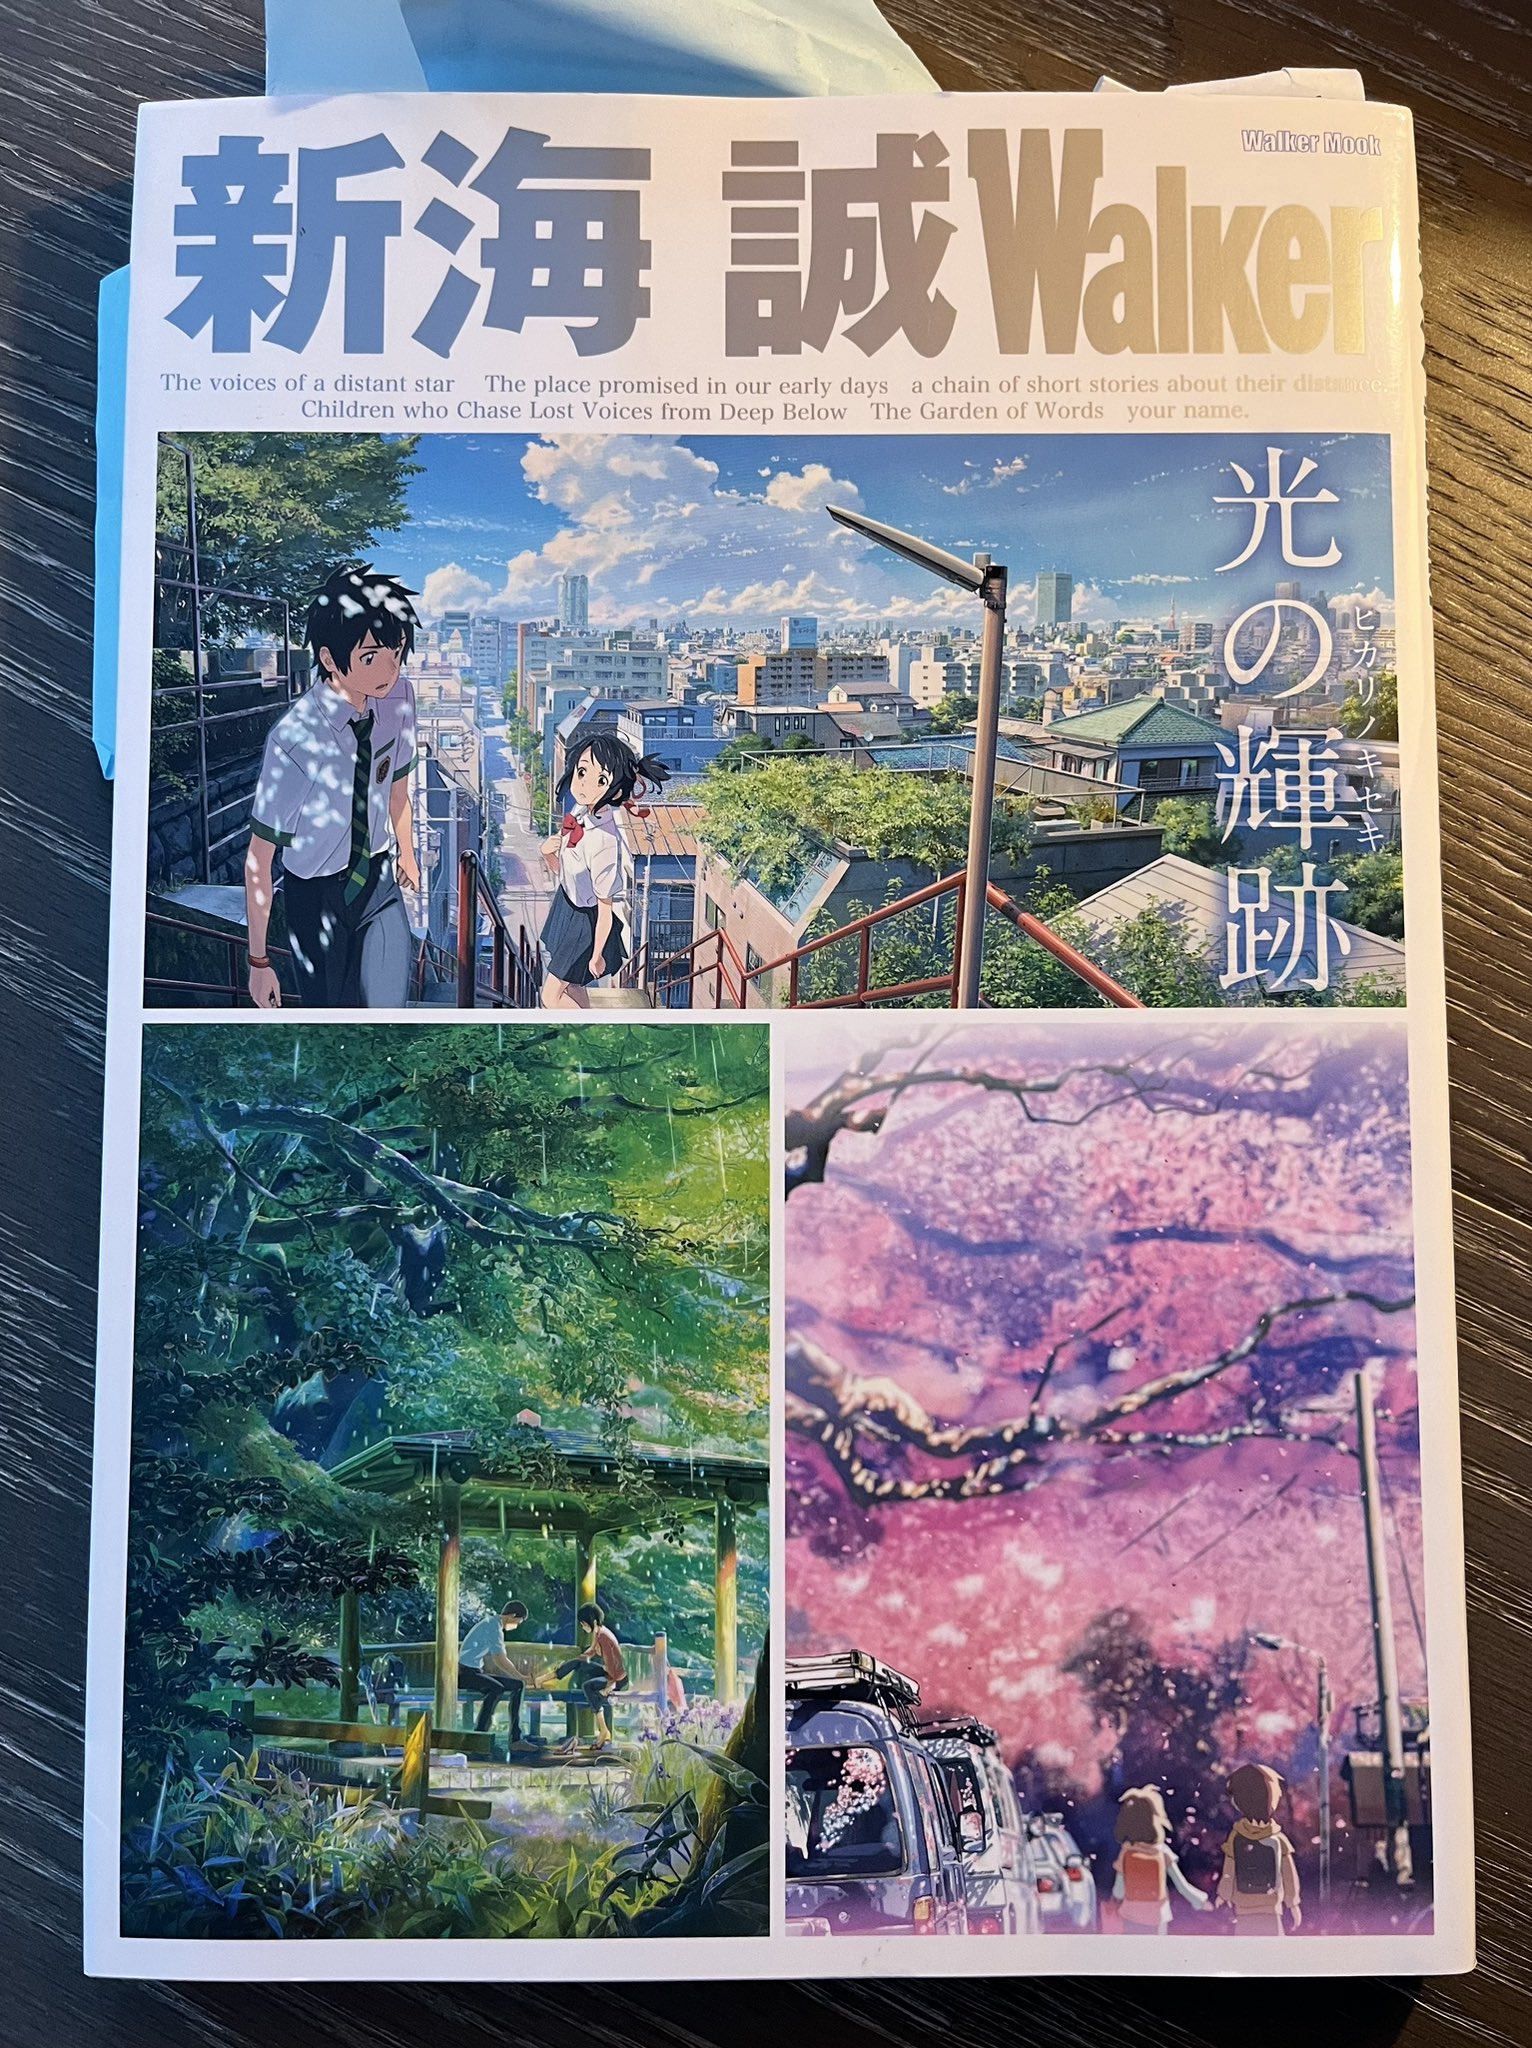 Walker Mook
新海 誠Walker
The voices of a distant star The place promised in our early days a chain of short stories about their distance.
Children who Chase Lost Voices from Deep Below The Garden of Words your name.
光の輝跡
ヒカリノキセキ